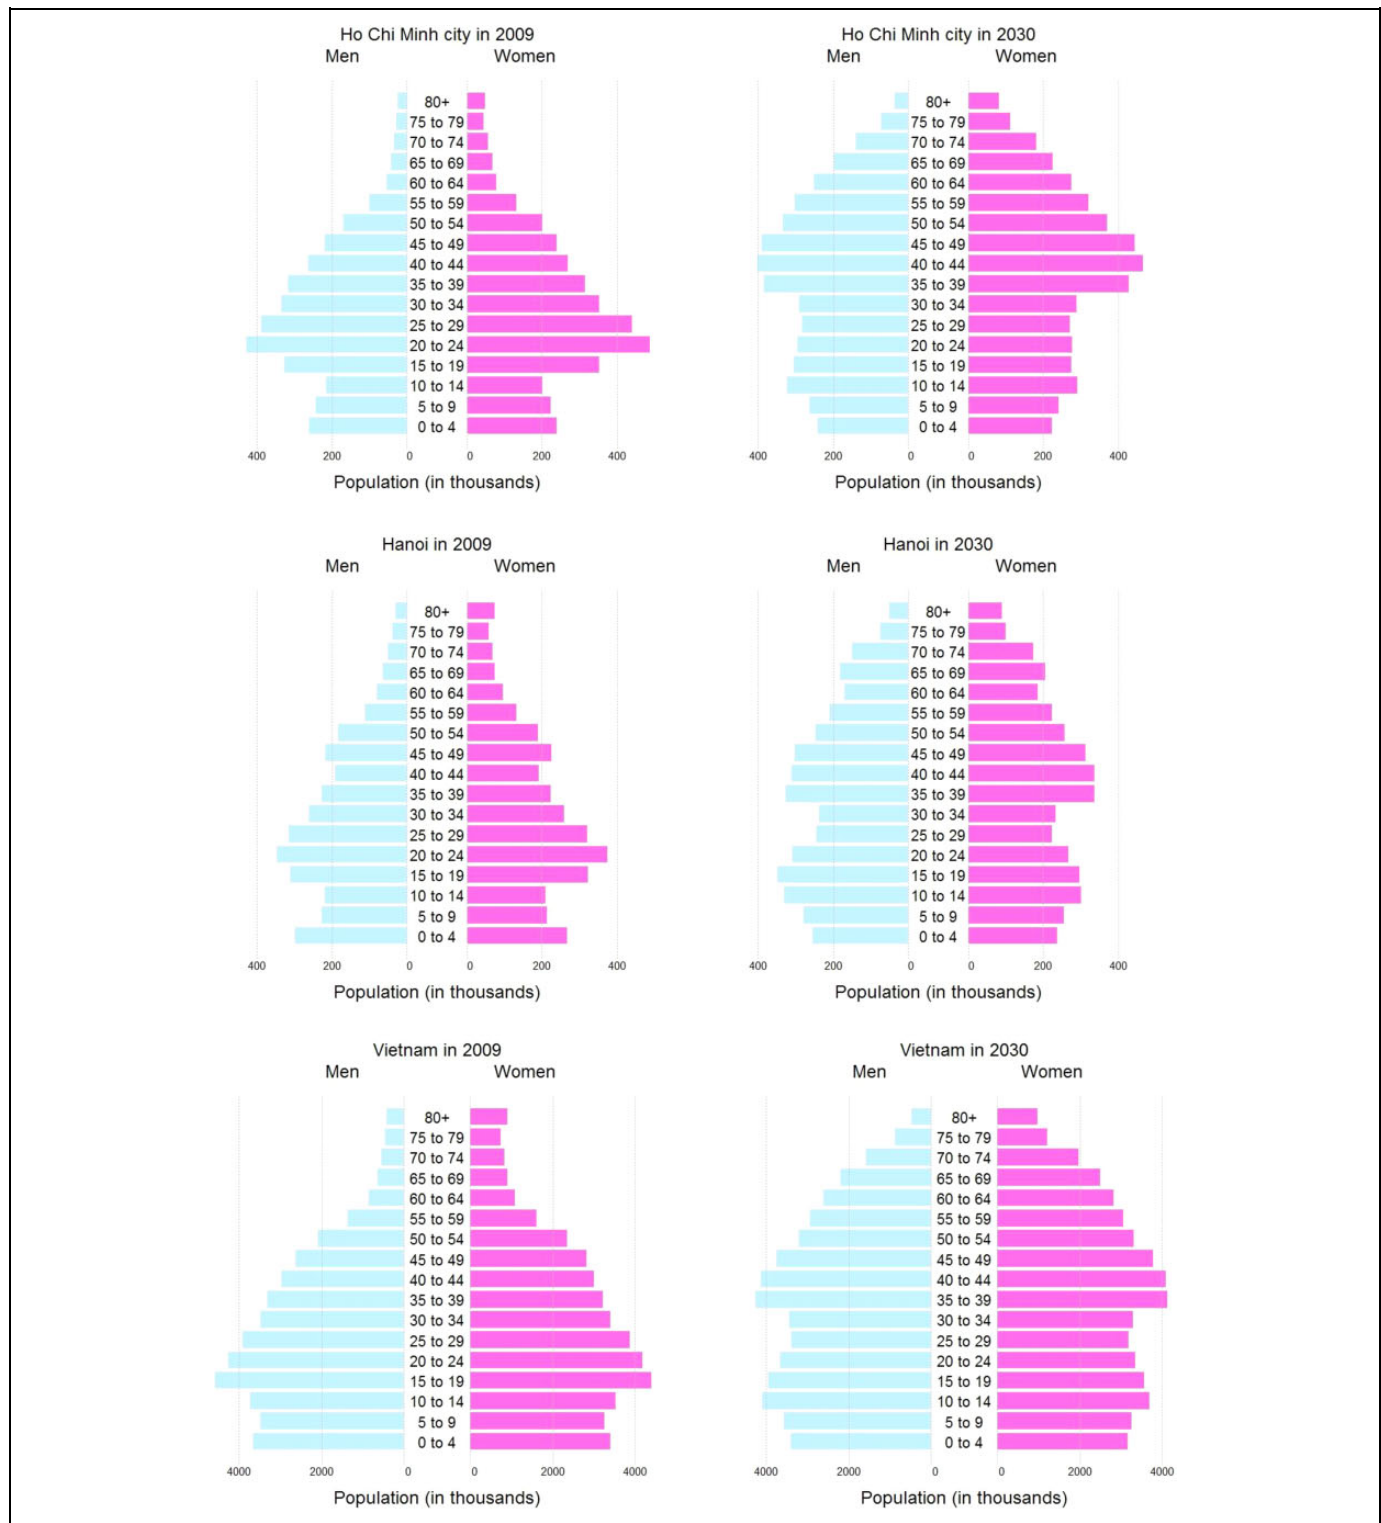 Ho Chi Minh city in 2009
Men Women
80+
75 to 79
70 to 74
65 to 69
60 to 64
55 to 59
50 to 54
45 to 49
40 to 44
35 to 39
30 to 34
25 to 29
20 to 24
15 to 19
10 to 14
5 to 9
0 to 4
400 200 0 0 200 400
Population (in thousands)
Ho Chi Minh city in 2030
Men Women
80+
75 to 79
70 to 74
65 to 69
60 to 64
55 to 59
50 to 54
45 to 49
40 to 44
35 to 39
30 to 34
25 to 29
20 to 24
15 to 19
10 to 14
5 to 9
0 to 4
400 200 0 0 200 400
Population (in thousands)
Hanoi in 2009
Men Women
80+
75 to 79
70 to 74
65 to 69
60 to 64
55 to 59
50 to 54
45 to 49
40 to 44
35 to 39
30 to 34
25 to 29
20 to 24
15 to 19
10 to 14
5 to 9
0 to 4
400 200 0 0 200 400
Population (in thousands)
Hanoi in 2030
Men Women
80+
75 to 79
70 to 74
65 to 69
60 to 64
55 to 59
50 to 54
45 to 49
40 to 44
35 to 39
30 to 34
25 to 29
20 to 24
15 to 19
10 to 14
5 to 9
0 to 4
400 200 0 0 200 400
Population (in thousands)
Vietnam in 2009
Men Women
80+
75 to 79
70 to 74
65 to 69
60 to 64
55 to 59
50 to 54
45 to 49
40 to 44
35 to 39
30 to 34
25 to 29
20 to 24
15 to 19
10 to 14
5 to 9
0 to 4
4000 2000 0 0 2000 4000
Population (in thousands)
Vietnam in 2030
Men Women
80+
75 to 79
70 to 74
65 to 69
60 to 64
55 to 59
50 to 54
45 to 49
40 to 44
35 to 39
30 to 34
25 to 29
20 to 24
15 to 19
10 to 14
5 to 9
0 to 4
4000 2000 0 0 2000 4000
Population (in thousands)